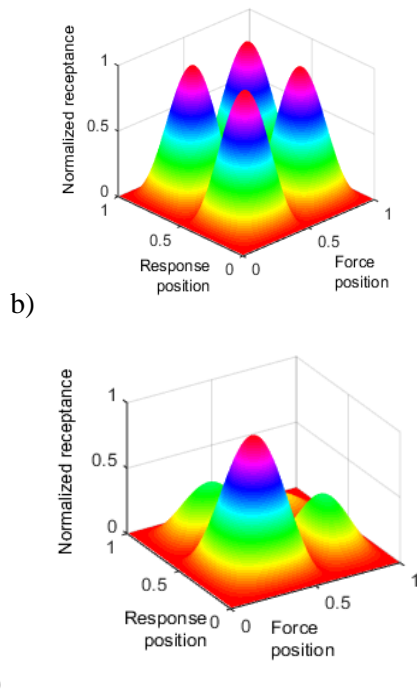 Normalized receptance
1
0.5
0
1
0.5
0
Response
position
0
0.5
1
Force
position
b)
Normalized receptance
1
0.5
0
1
0.5
0
Response
position
0
0.5
1
Force
position